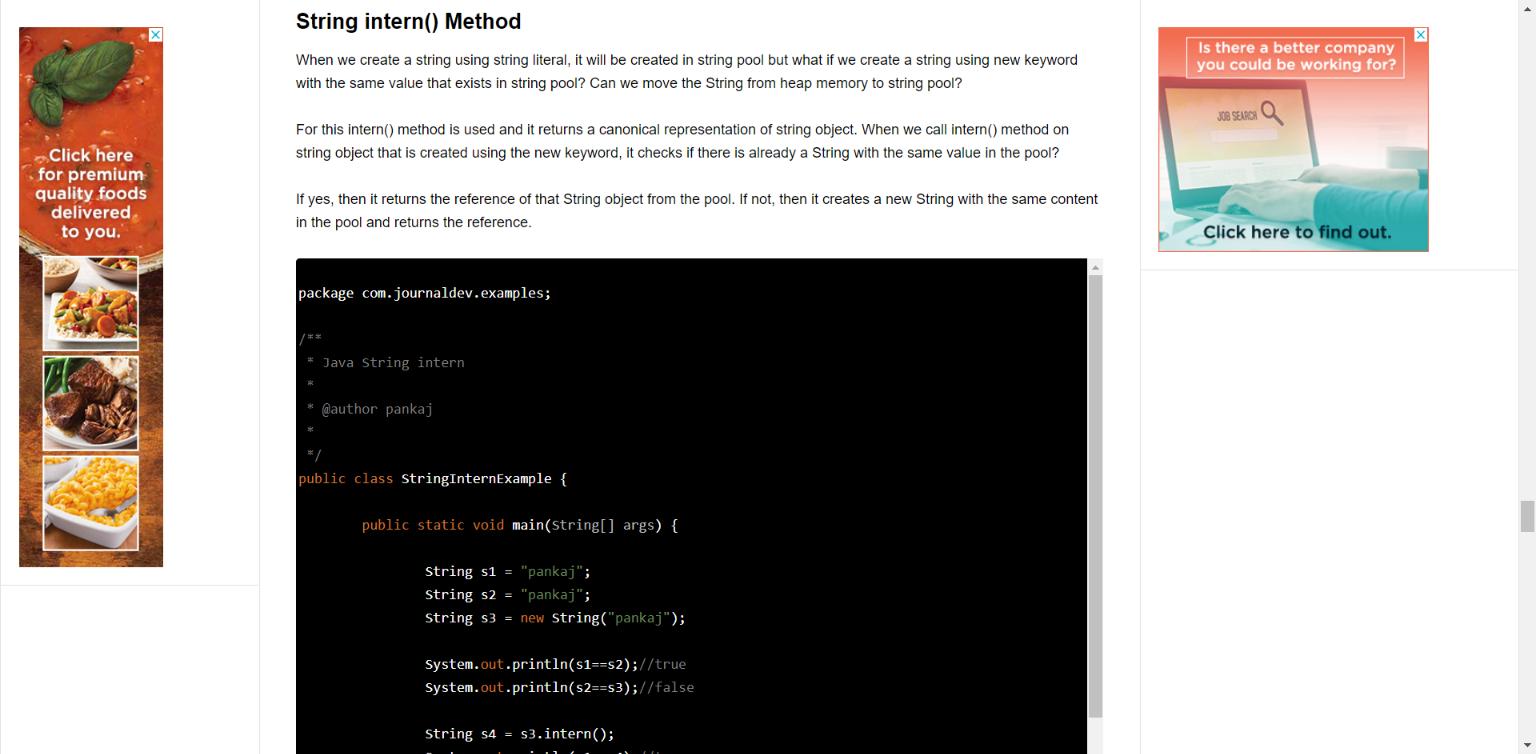 Click here
for premium
quality foods
delivered
to you.
String intern() Method
When we create a string using string literal, it will be created in string pool but what if we create a string using new keyword
with the same value that exists in string pool? Can we move the String from heap memory to string pool?
For this intern() method is used and it returns a canonical representation of string object. When we call intern() method on
string object that is created using the new keyword, it checks if there is already a String with the same value in the pool?
If yes, then it returns the reference of that String object from the pool. If not, then it creates a new String with the same content
in the pool and returns the reference.
package com.journaldev.examples;
/**
* Java String intern
*
* @author pankaj
*
*/
public class StringInternExample {
public static void main(String[] args) {
String s1 = "pankaj";
String s2 = "pankaj";
String s3 = new String("pankaj");
System.out.println(s1==s2);//true
System.out.println(s2==s3);//false
String s4 = s3.intern();
Is there a better company
you could be working for?
JOB SEARCH
Click here to find out.